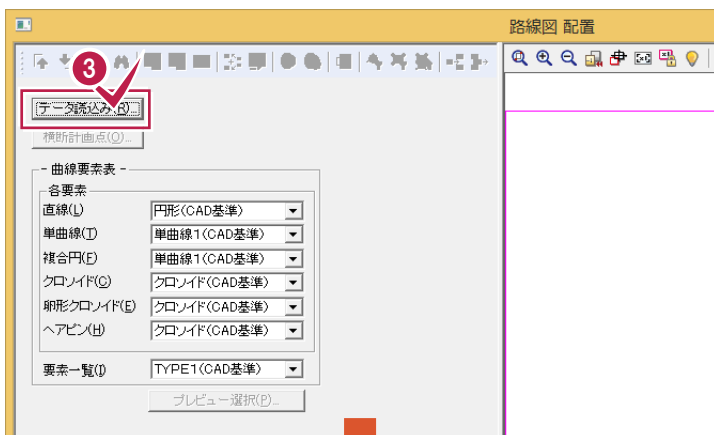 路線図 配置
3
データ読込み(R)...
横断計画点(O)...
- 曲線要素表 -
各要素
直線(L) 円形(CAD基準)
単曲線(T) 単曲線1(CAD基準)
複合円(F) 単曲線1(CAD基準)
クロソイド(C) クロソイド(CAD基準)
卵形クロソイド(E) クロソイド(CAD基準)
ヘアピン(H) クロソイド(CAD基準)
要素一覧(I) TYPE1(CAD基準)
プレビュー選択(P)...